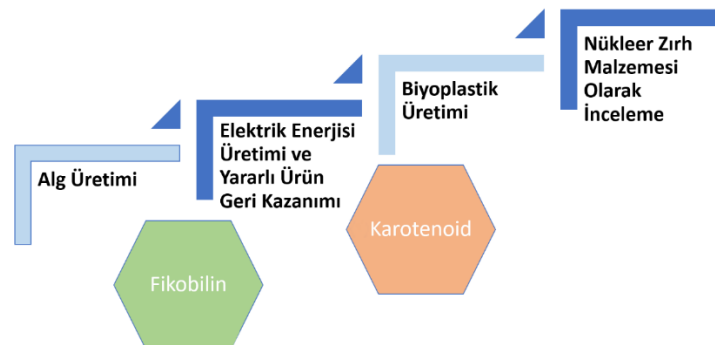 Alg Üretimi
Elektrik Enerjisi
Üretimi ve
Yararlı Ürün
Geri Kazanımı
Biyoplastik
Üretimi
Nükleer Zırh
Malzemesi
Olarak
İnceleme
Fikobilin
Karotenoid